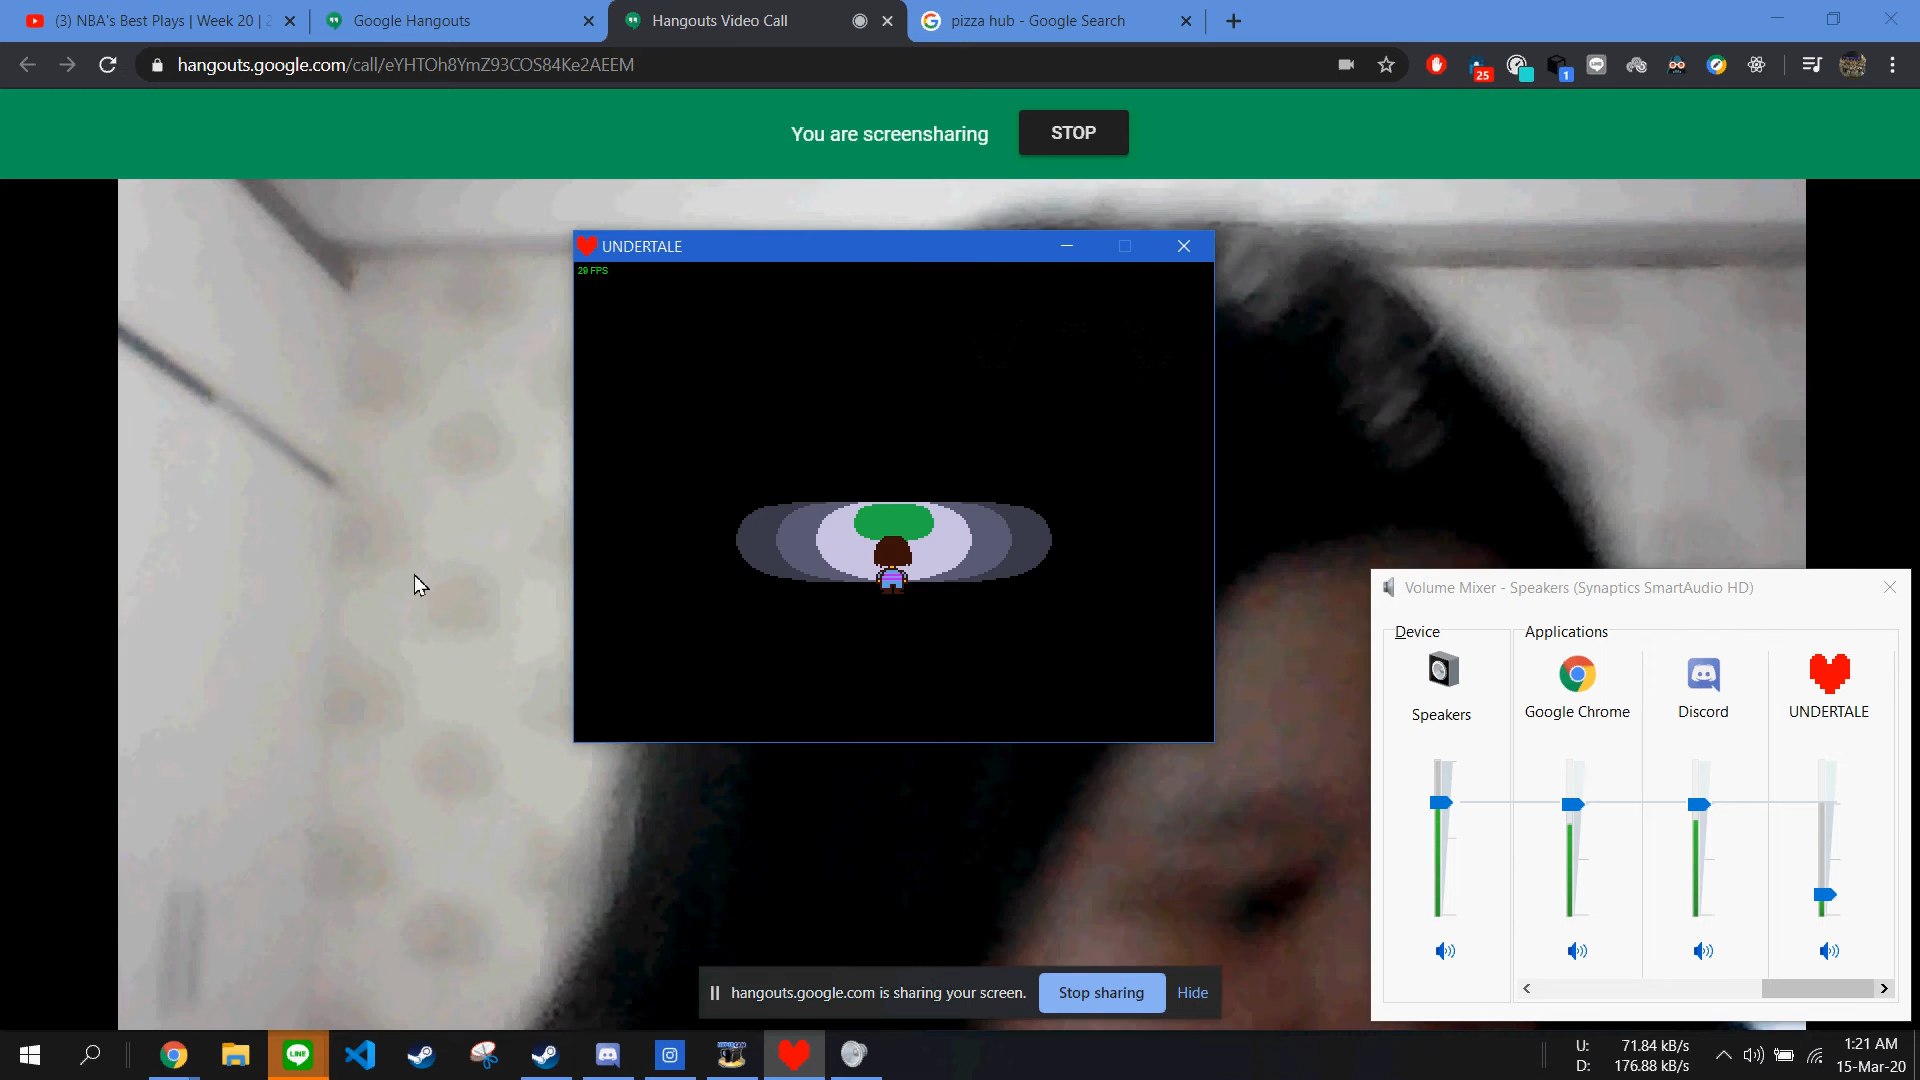 (3) NBA's Best Plays | Week 20 | 2
Google Hangouts
Hangouts Video Call
pizza hub - Google Search
hangouts.google.com/call/eYHTOh8YmZ93COS84Ke2AEEM
25
1
You are screensharing
STOP
UNDERTALE
29 FPS
Volume Mixer - Speakers (Synaptics SmartAudio HD)
Device
Applications
Speakers
Google Chrome
Discord
UNDERTALE
hangouts.google.com is sharing your screen.
Stop sharing
Hide
LINE
U: 71.84 kB/s
D: 176.88 kB/s
1:21 AM
15-Mar-20